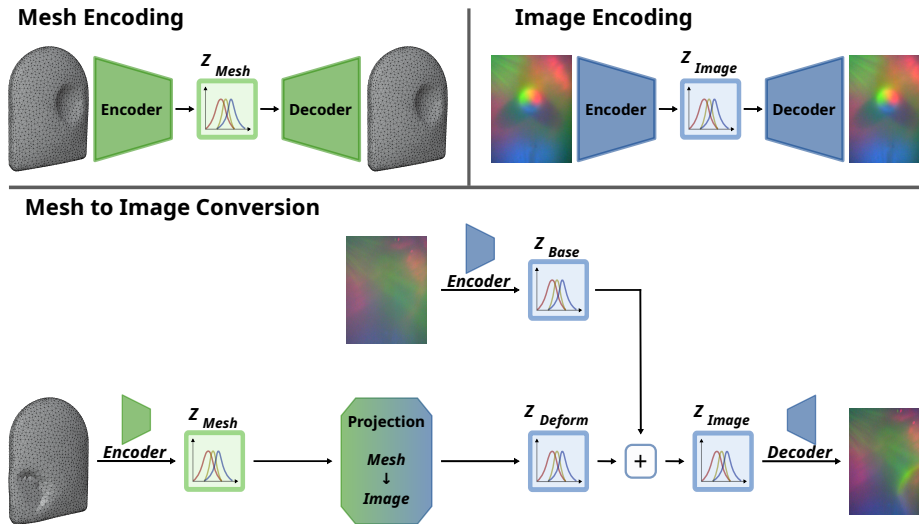 Mesh Encoding
Image Encoding
Z Mesh
Z Image
Encoder
Decoder
Encoder
Decoder
Mesh to Image Conversion
Z Base
Encoder
Z Mesh
Projection
Z Deform
Z Image
Encoder
Mesh
↓
Image
+
Decoder